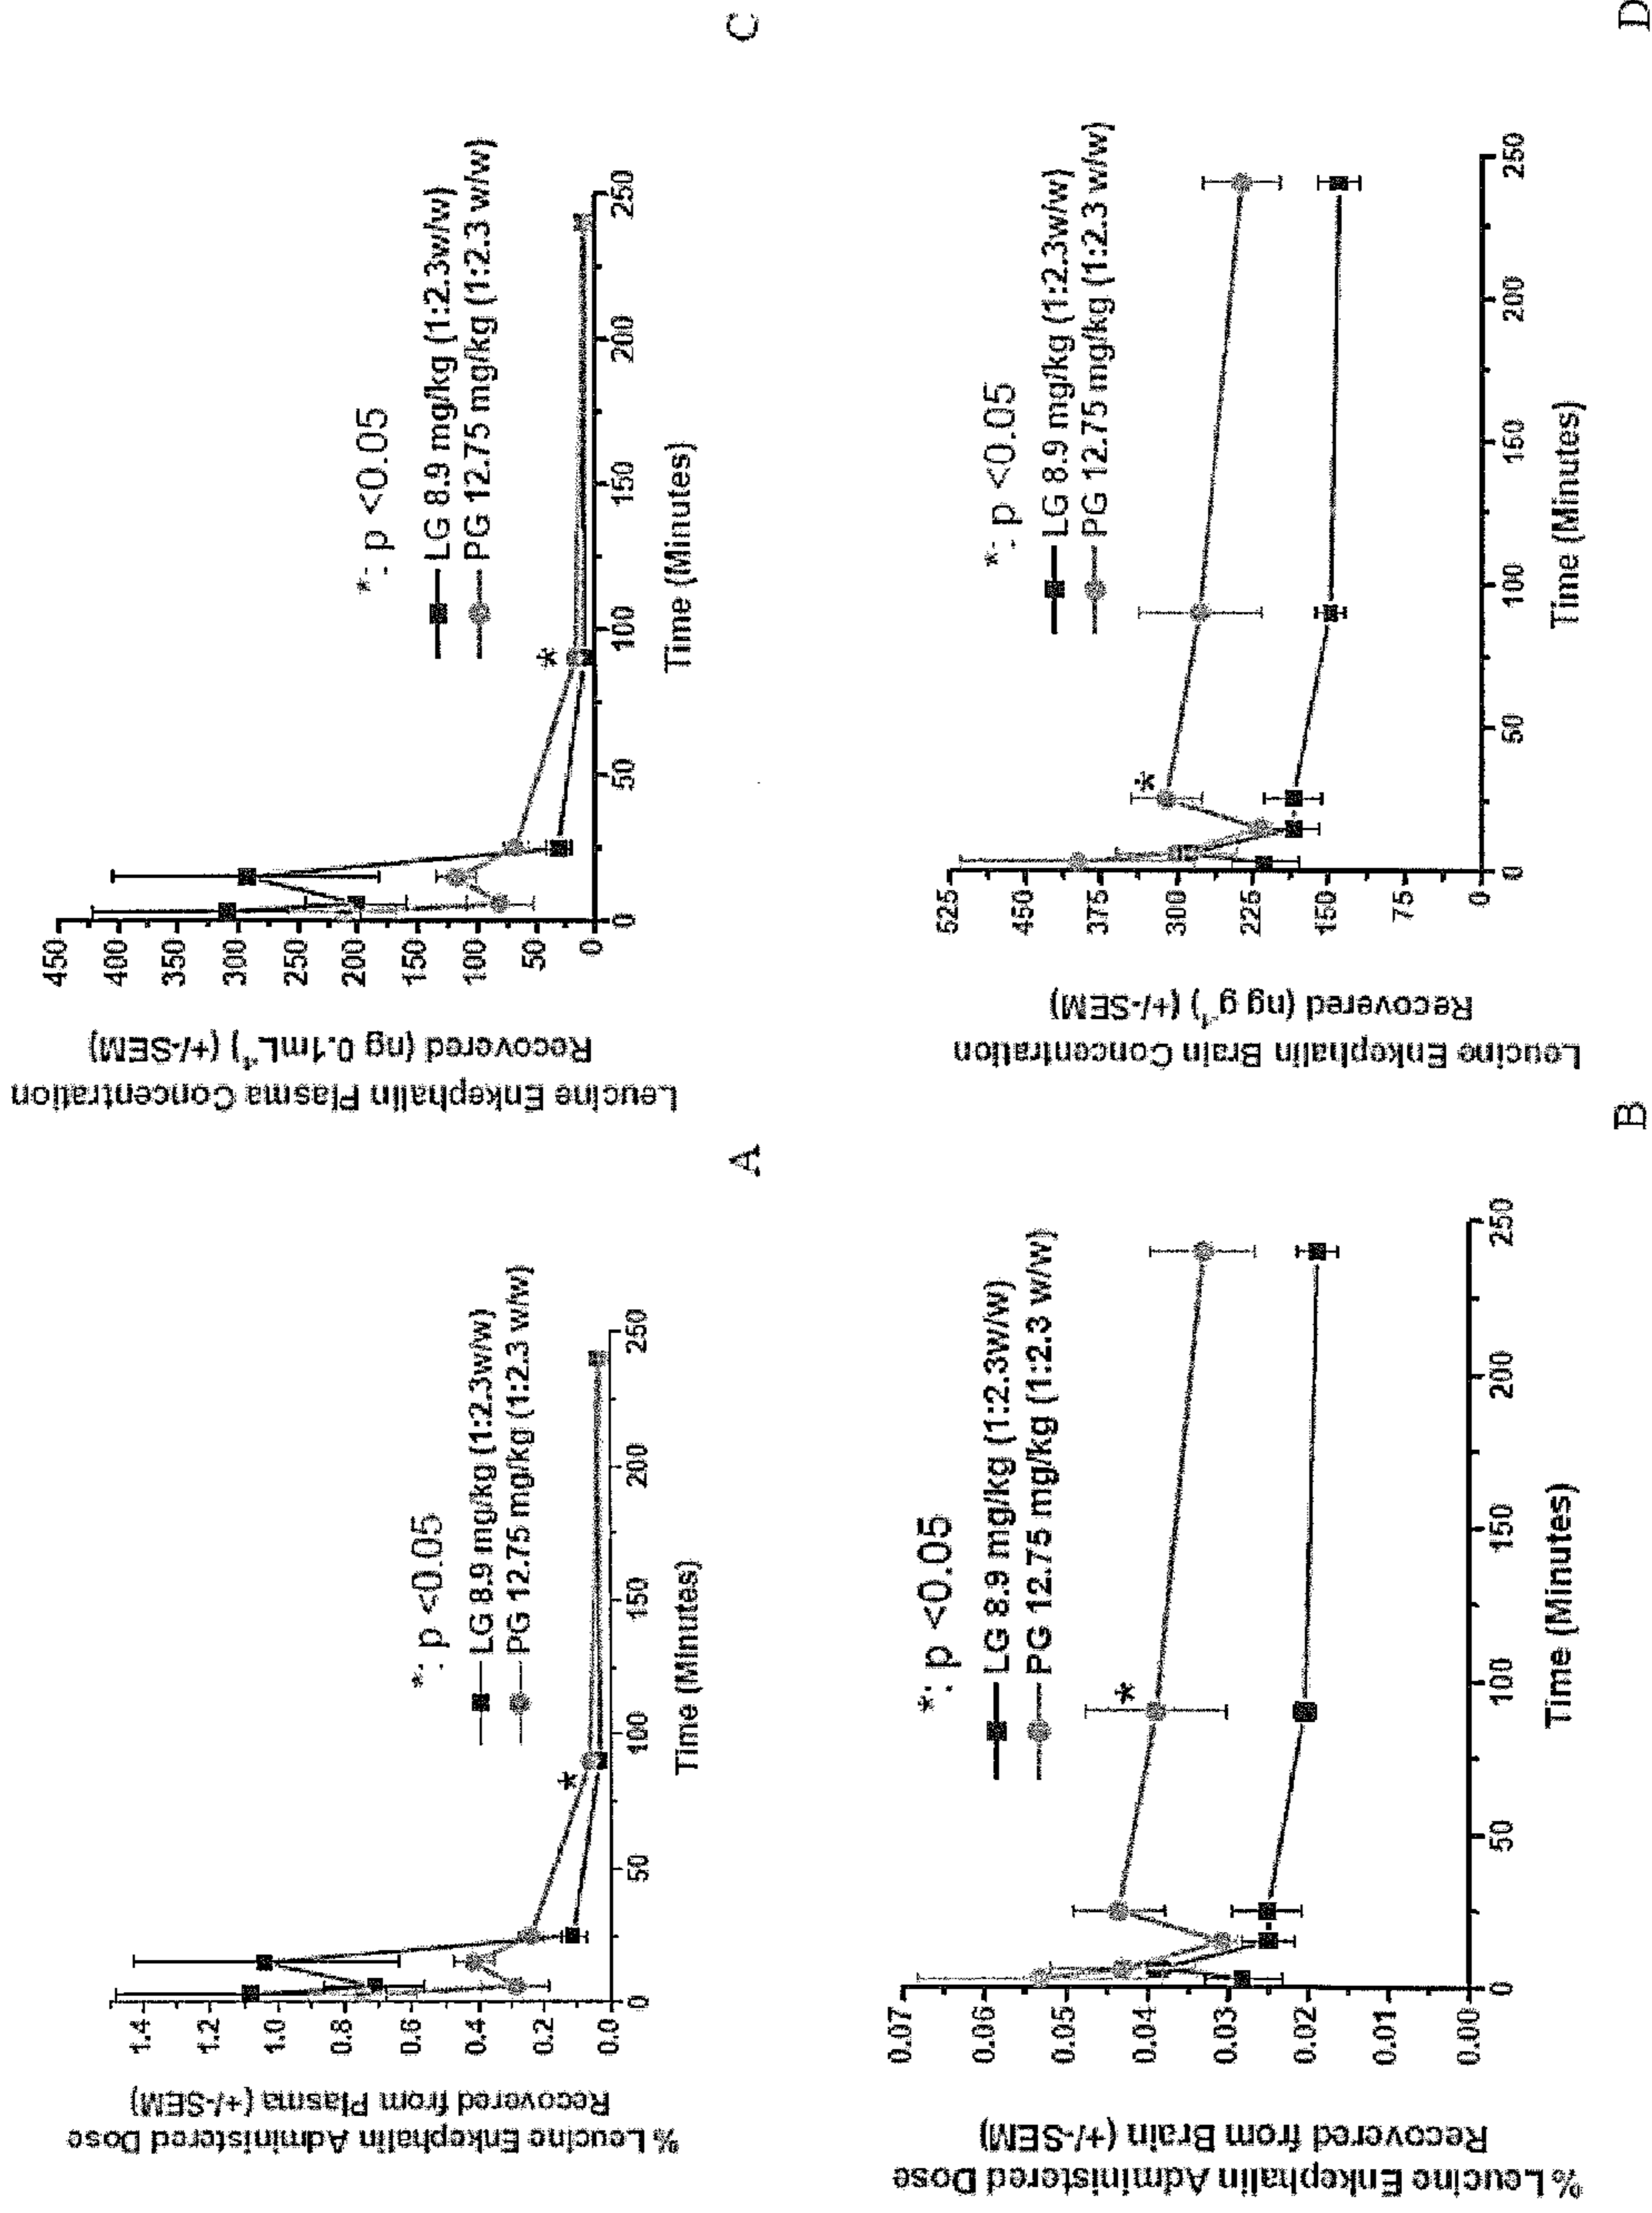 % Leucine Enkephalin Administered Dose
Recovered from Plasma (+/-SEM)
1.4
1.2
1.0
0.8
0.6
0.4
0.2
0.0
*: p <0.05
LG 8.9 mg/kg (1:2.3w/w)
PG 12.75 mg/kg (1:2.3 w/w)
*
0 50 100 150 200 250
Time (Minutes)
A
Leucine Enkephalin Plasma Concentration
Recovered (ng 0.1mL⁻¹) (+/-SEM)
450
400
350
300
250
200
150
100
50
0
*: p <0.05
LG 8.9 mg/kg (1:2.3w/w)
PG 12.75 mg/kg (1:2.3 w/w)
*
0 50 100 150 200 250
Time (Minutes)
C
% Leucine Enkephalin Administered Dose
Recovered from Brain (+/-SEM)
0.07
0.06
0.05
0.04
0.03
0.02
0.01
0.00
*: p <0.05
LG 8.9 mg/kg (1:2.3w/w)
PG 12.75 mg/kg (1:2.3 w/w)
*
0 50 100 150 200 250
Time (Minutes)
B
Leucine Enkephalin Brain Concentration
Recovered (ng g⁻¹) (+/-SEM)
525
450
375
300
225
150
75
0
*: p <0.05
LG 8.9 mg/kg (1:2.3w/w)
PG 12.75 mg/kg (1:2.3 w/w)
*
0 50 100 150 200 250
Time (Minutes)
D